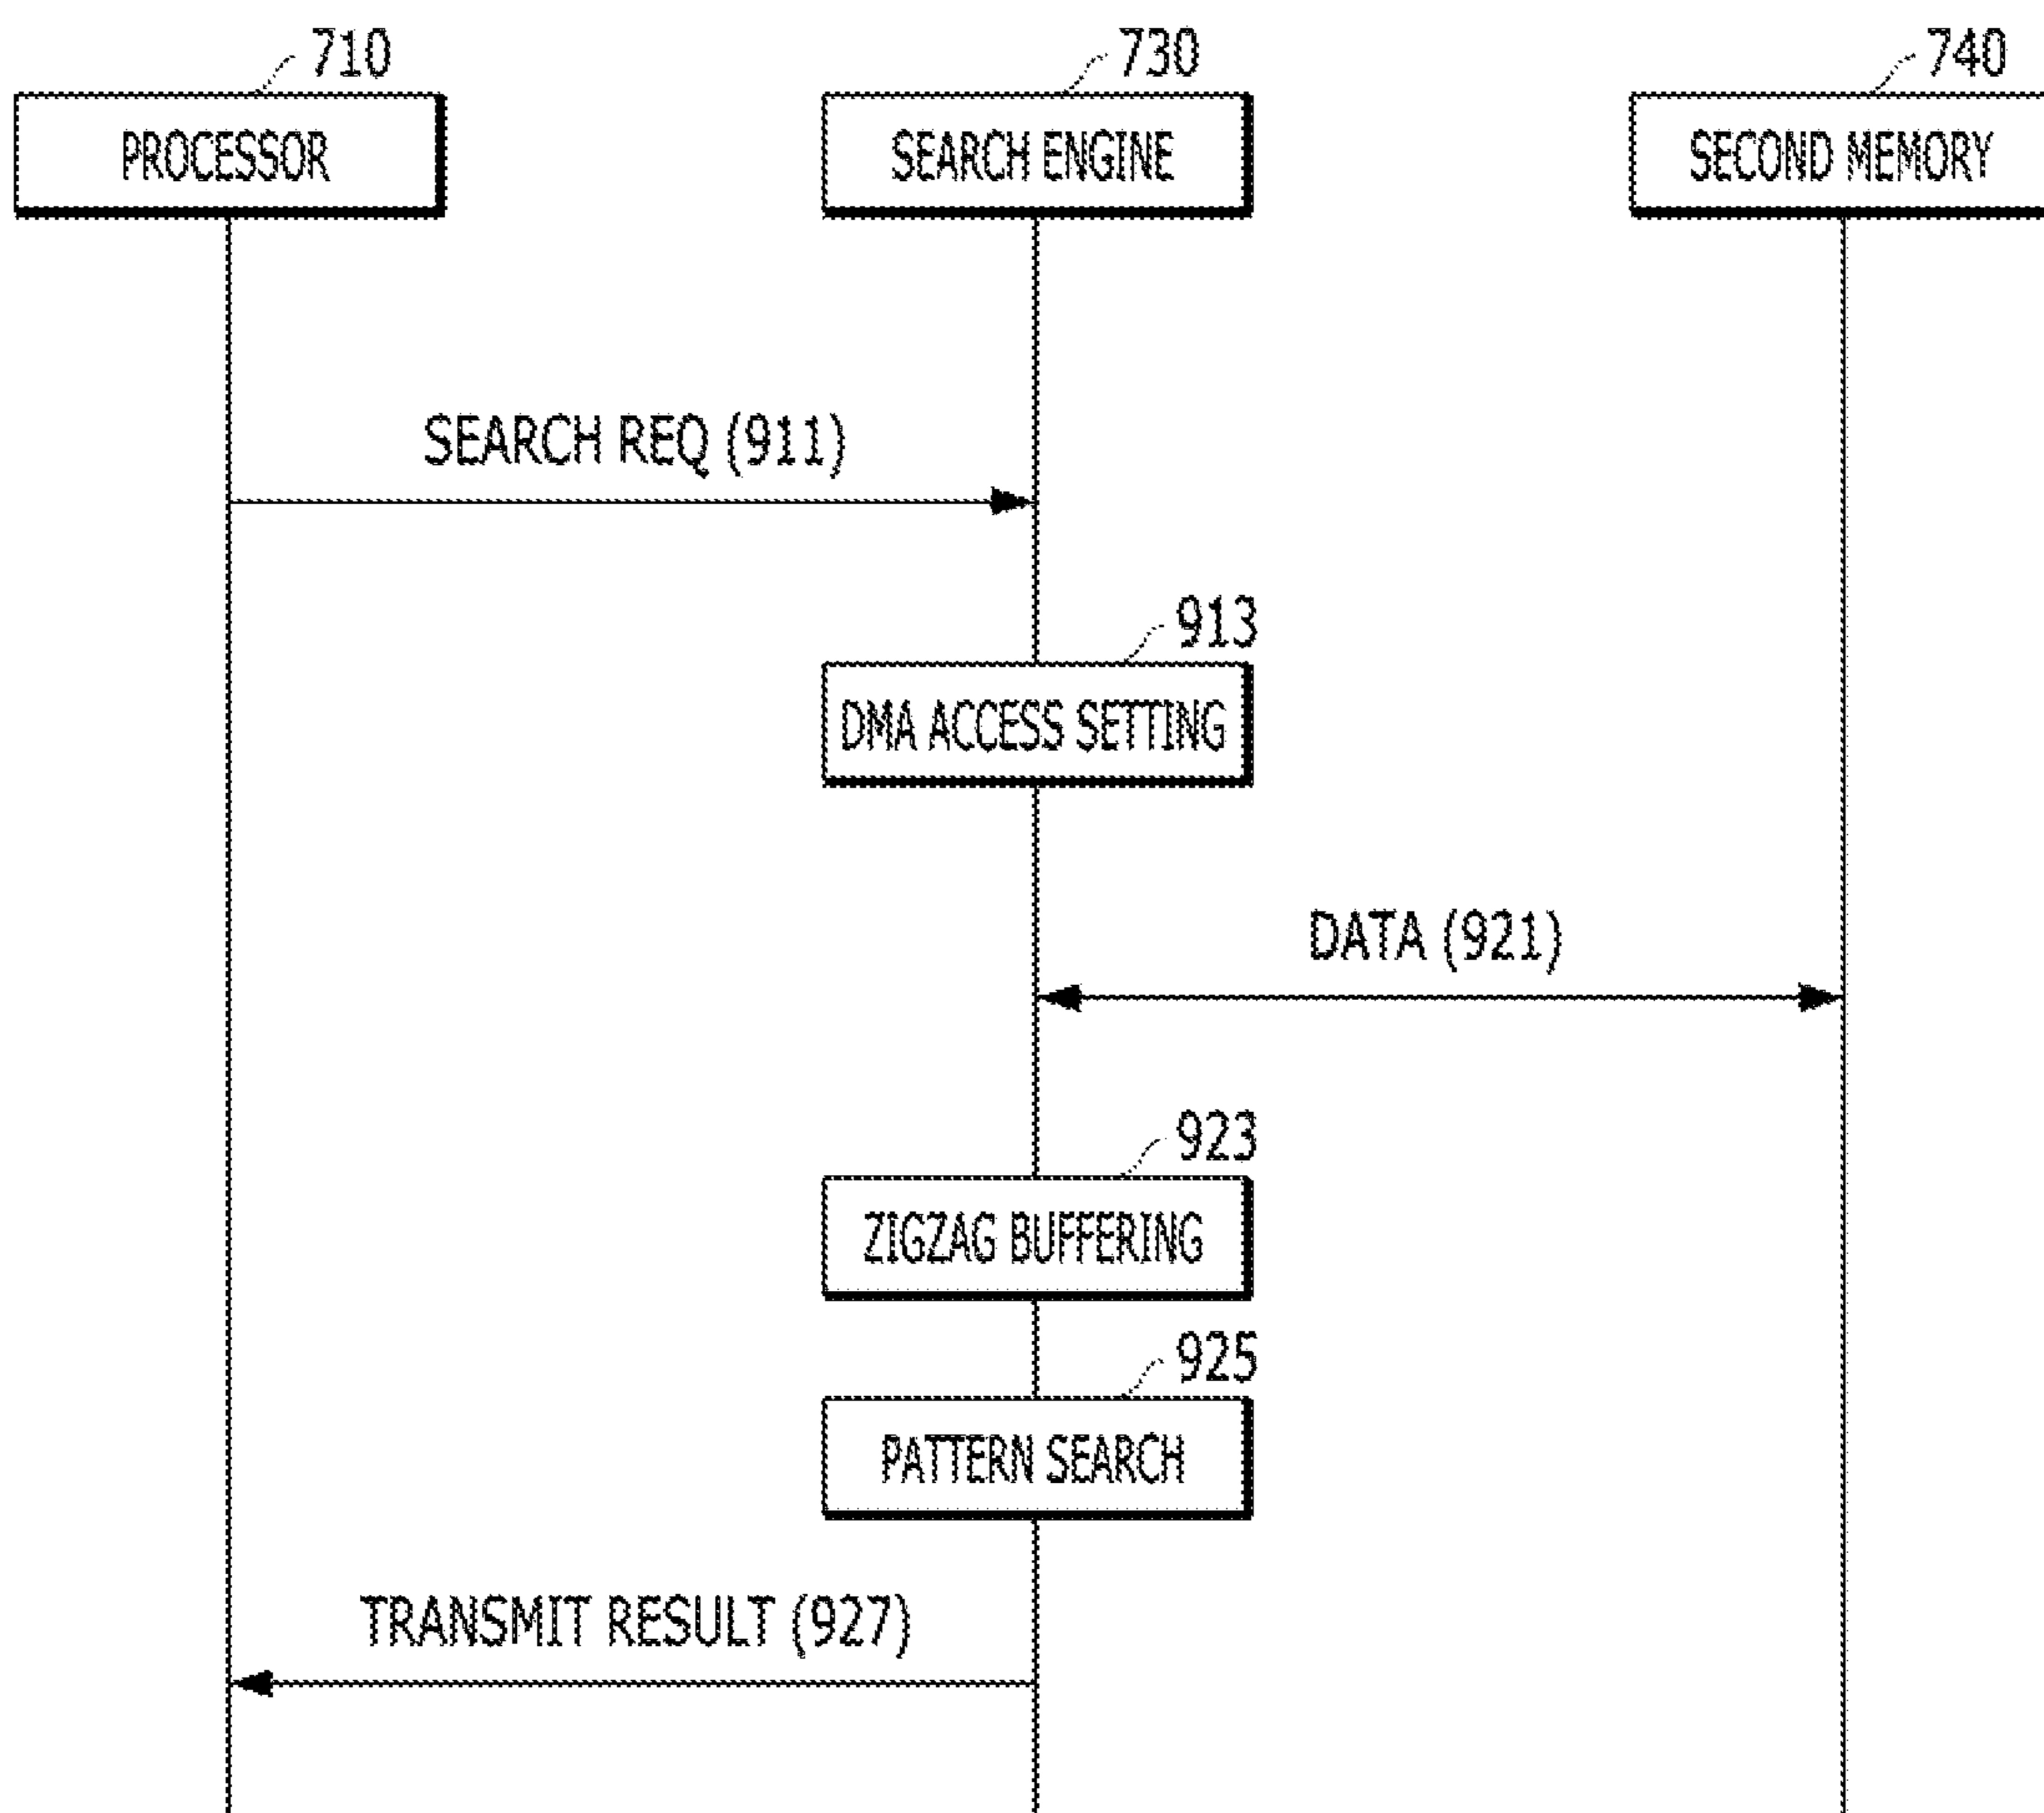 710
730
740
PROCESSOR
SEARCH ENGINE
SECOND MEMORY
SEARCH REQ (911)
913
DMA ACCESS SETTING
DATA (921)
923
ZIGZAG BUFFERING
925
PATTERN SEARCH
TRANSMIT RESULT (927)